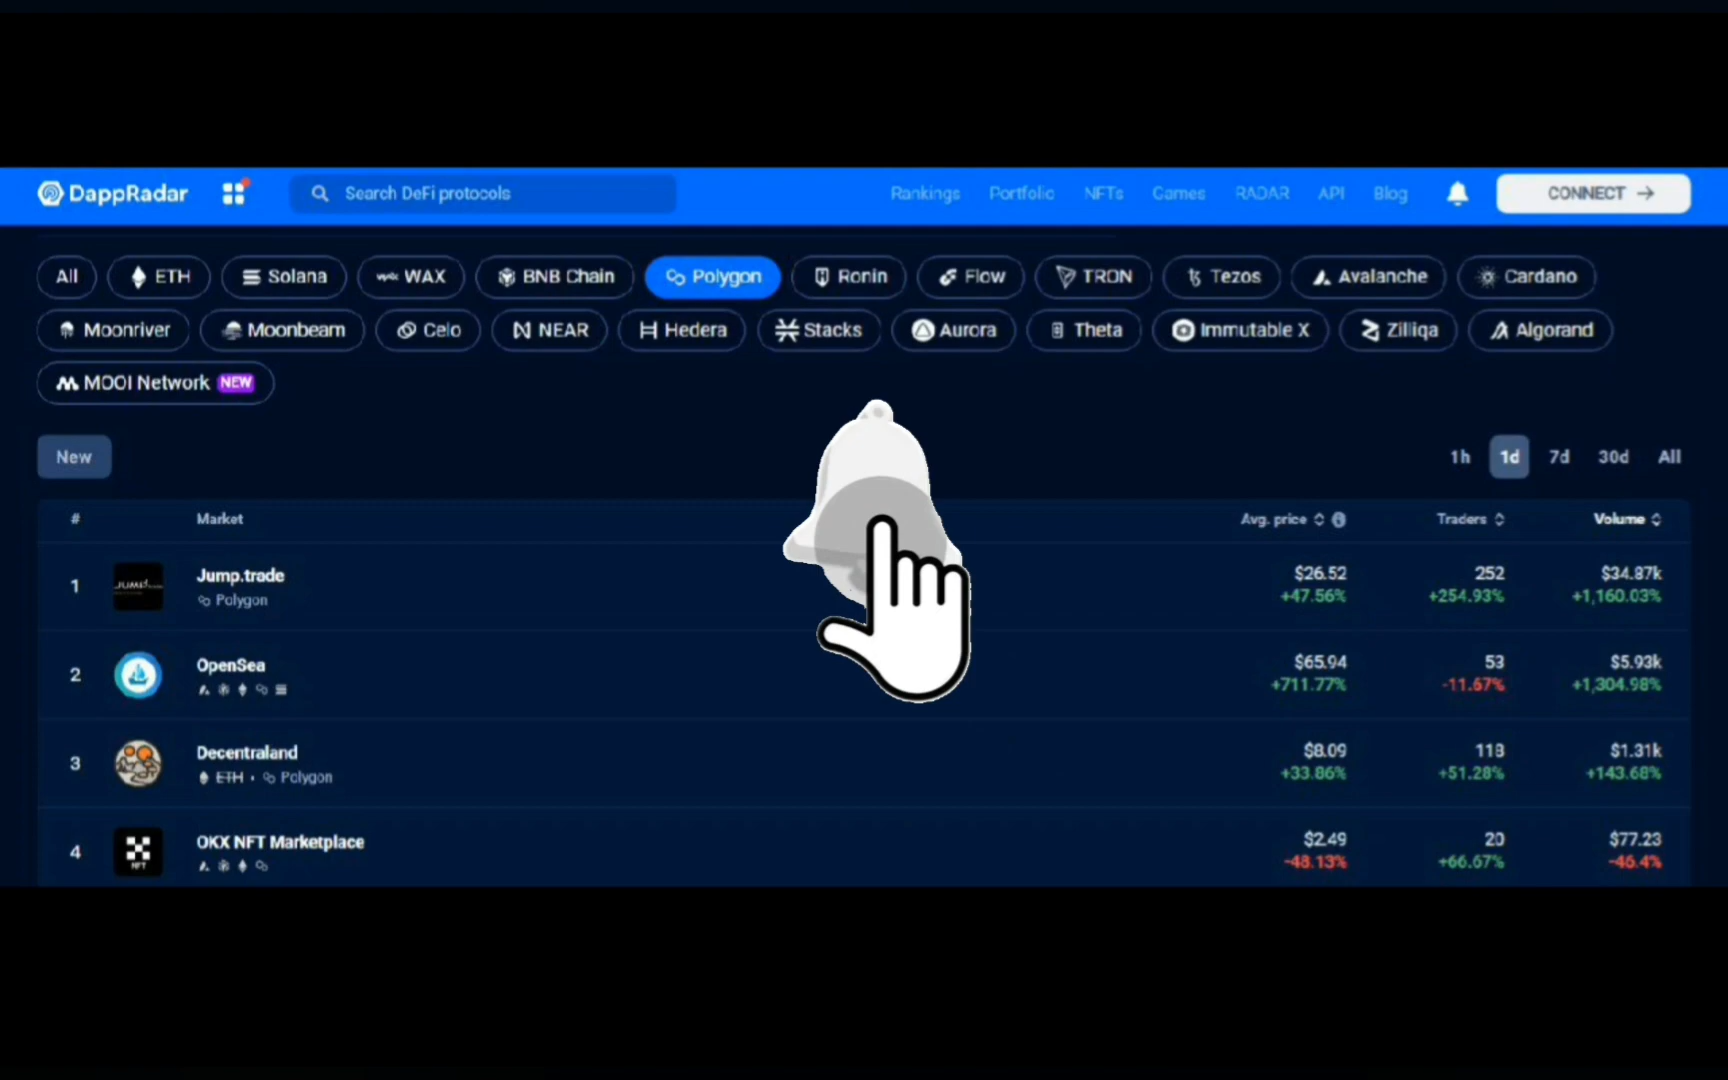 DappRadar Search DeFi protocols Rankings Portfolio NFTs Games RADAR API Blog CONNECT →
All ETH Solana WAX BNB Chain Polygon Ronin Flow TRON Tezos Avalanche Cardano
Moonriver Moonbeam Celo NEAR Hedera Stacks Aurora Theta Immutable X Zilliqa Algorand
MOOI Network NEW
New 1h 1d 7d 30d All
# Market Avg. price Traders Volume
1 Jump.trade $26.52 252 $34.87k
Polygon +47.56% +254.93% +1,160.03%
2 OpenSea $65.94 53 $5.93k
+711.77% -11.67% +1,304.98%
3 Decentraland $8.09 118 $1.31k
ETH • Polygon +33.86% +51.28% +143.68%
4 OKX NFT Marketplace $2.49 20 $77.23
NFT -48.13% +66.67% -46.4%